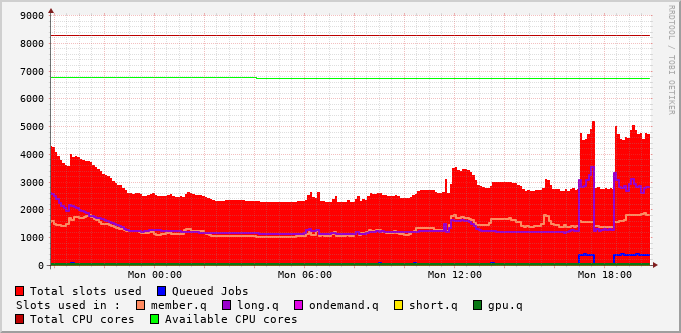 9000
8000
7000
6000
5000
4000
3000
2000
1000
0
Mon 00:00 Mon 06:00 Mon 12:00 Mon 18:00
RRDTOOL / TOBI OETIKER
Total slots used Queued Jobs
Slots used in : member.q long.q ondemand.q short.q gpu.q
Total CPU cores Available CPU cores